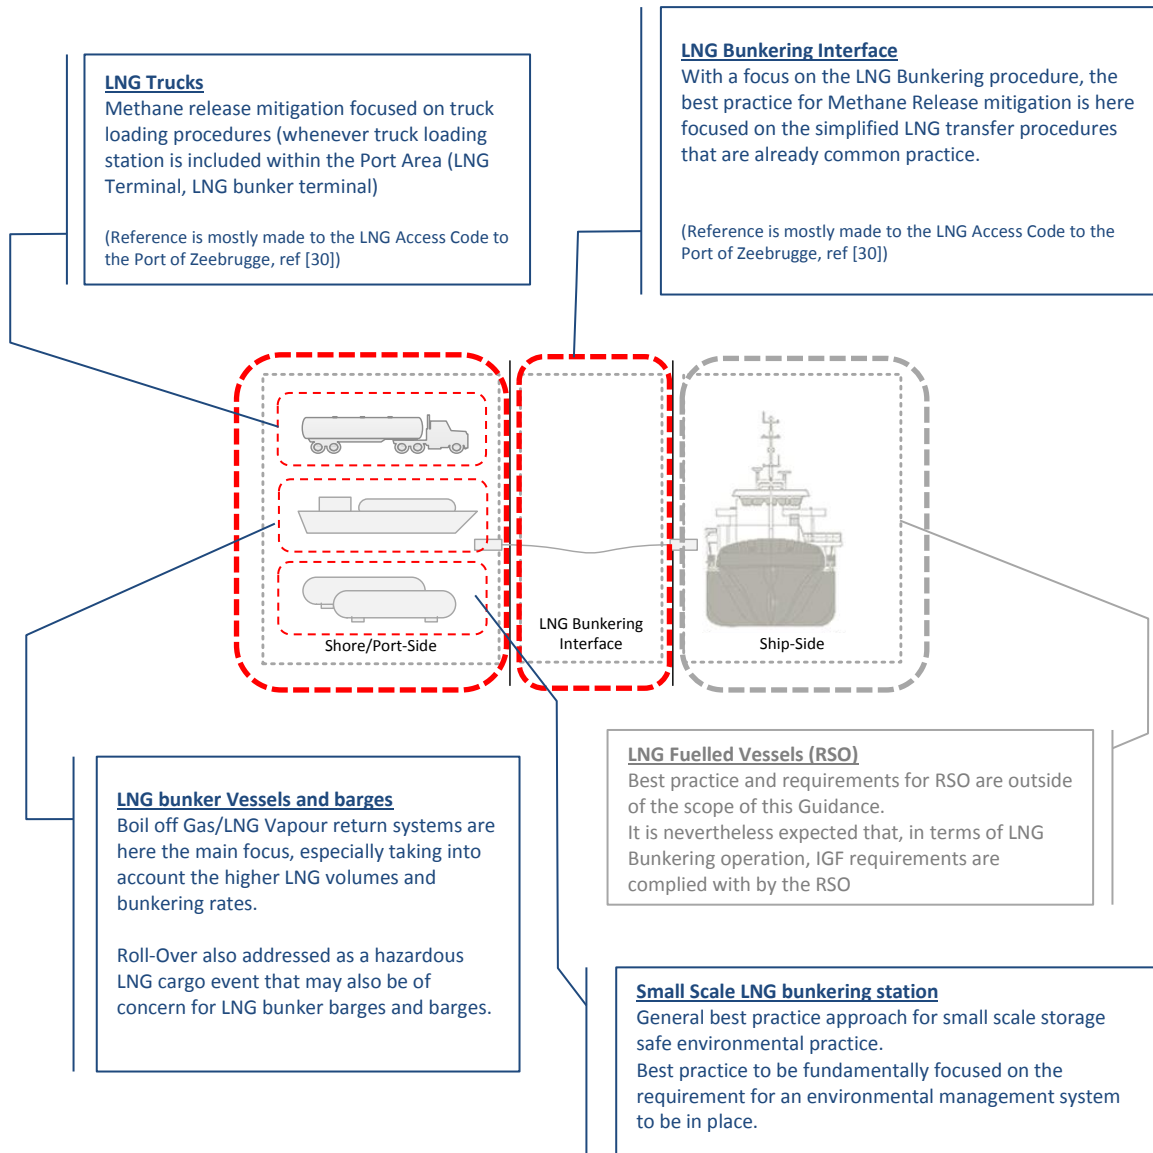 LNG Trucks
Methane release mitigation focused on truck
loading procedures (whenever truck loading
station is included within the Port Area (LNG
Terminal, LNG bunker terminal)
(Reference is mostly made to the LNG Access Code to
the Port of Zeebrugge, ref [30])
LNG Bunkering Interface
With a focus on the LNG Bunkering procedure, the
best practice for Methane Release mitigation is here
focused on the simplified LNG transfer procedures
that are already common practice.
(Reference is mostly made to the LNG Access Code to
the Port of Zeebrugge, ref [30])
Shore/Port-Side
LNG Bunkering
Interface
Ship-Side
LNG bunker Vessels and barges
Boil off Gas/LNG Vapour return systems are
here the main focus, especially taking into
account the higher LNG volumes and
bunkering rates.
Roll-Over also addressed as a hazardous
LNG cargo event that may also be of
concern for LNG bunker barges and barges.
LNG Fuelled Vessels (RSO)
Best practice and requirements for RSO are outside
of the scope of this Guidance.
It is nevertheless expected that, in terms of LNG
Bunkering operation, IGF requirements are
complied with by the RSO
Small Scale LNG bunkering station
General best practice approach for small scale storage
safe environmental practice.
Best practice to be fundamentally focused on the
requirement for an environmental management system
to be in place.